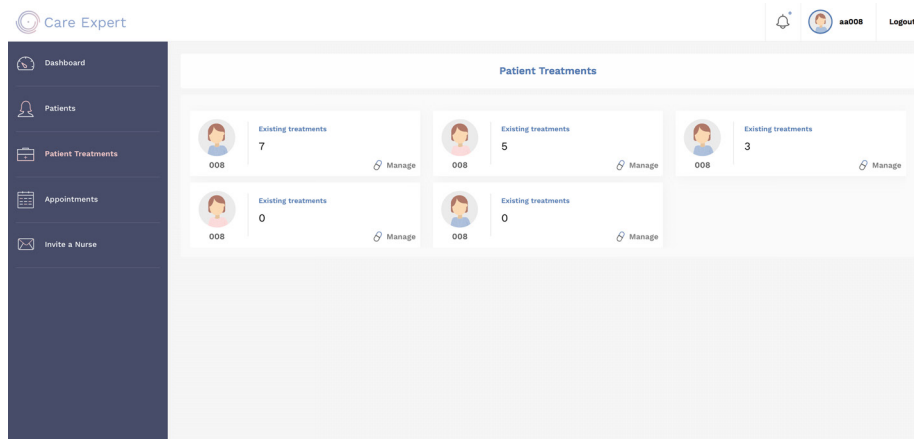 Care Expert
aa008
Logout
Dashboard
Patients
Patient Treatments
Appointments
Invite a Nurse
Patient Treatments
Existing treatments
7
008
Manage
Existing treatments
5
008
Manage
Existing treatments
3
008
Manage
Existing treatments
0
008
Manage
Existing treatments
0
008
Manage